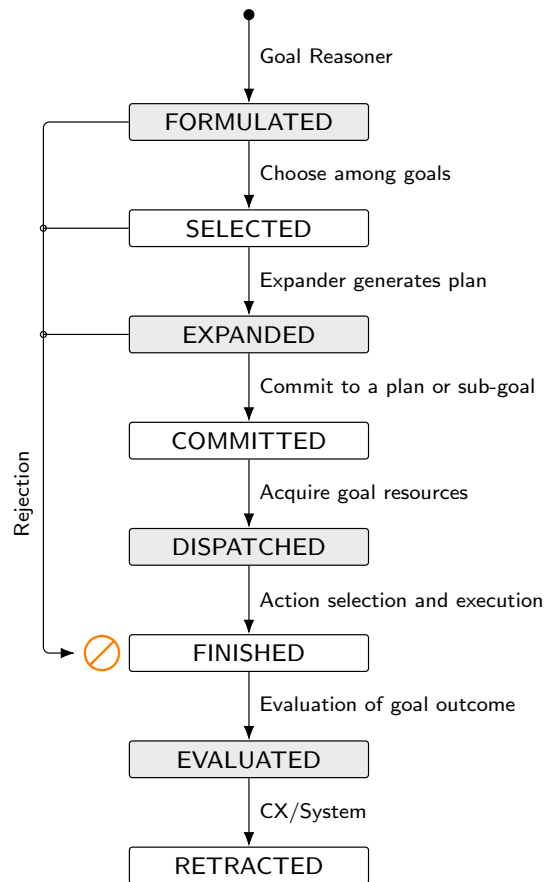 Goal Reasoner
FORMULATED
Choose among goals
SELECTED
Expander generates plan
EXPANDED
Commit to a plan or sub-goal
COMMITTED
Acquire goal resources
Rejection
DISPATCHED
Action selection and execution
FINISHED
Evaluation of goal outcome
EVALUATED
CX/System
RETRACTED